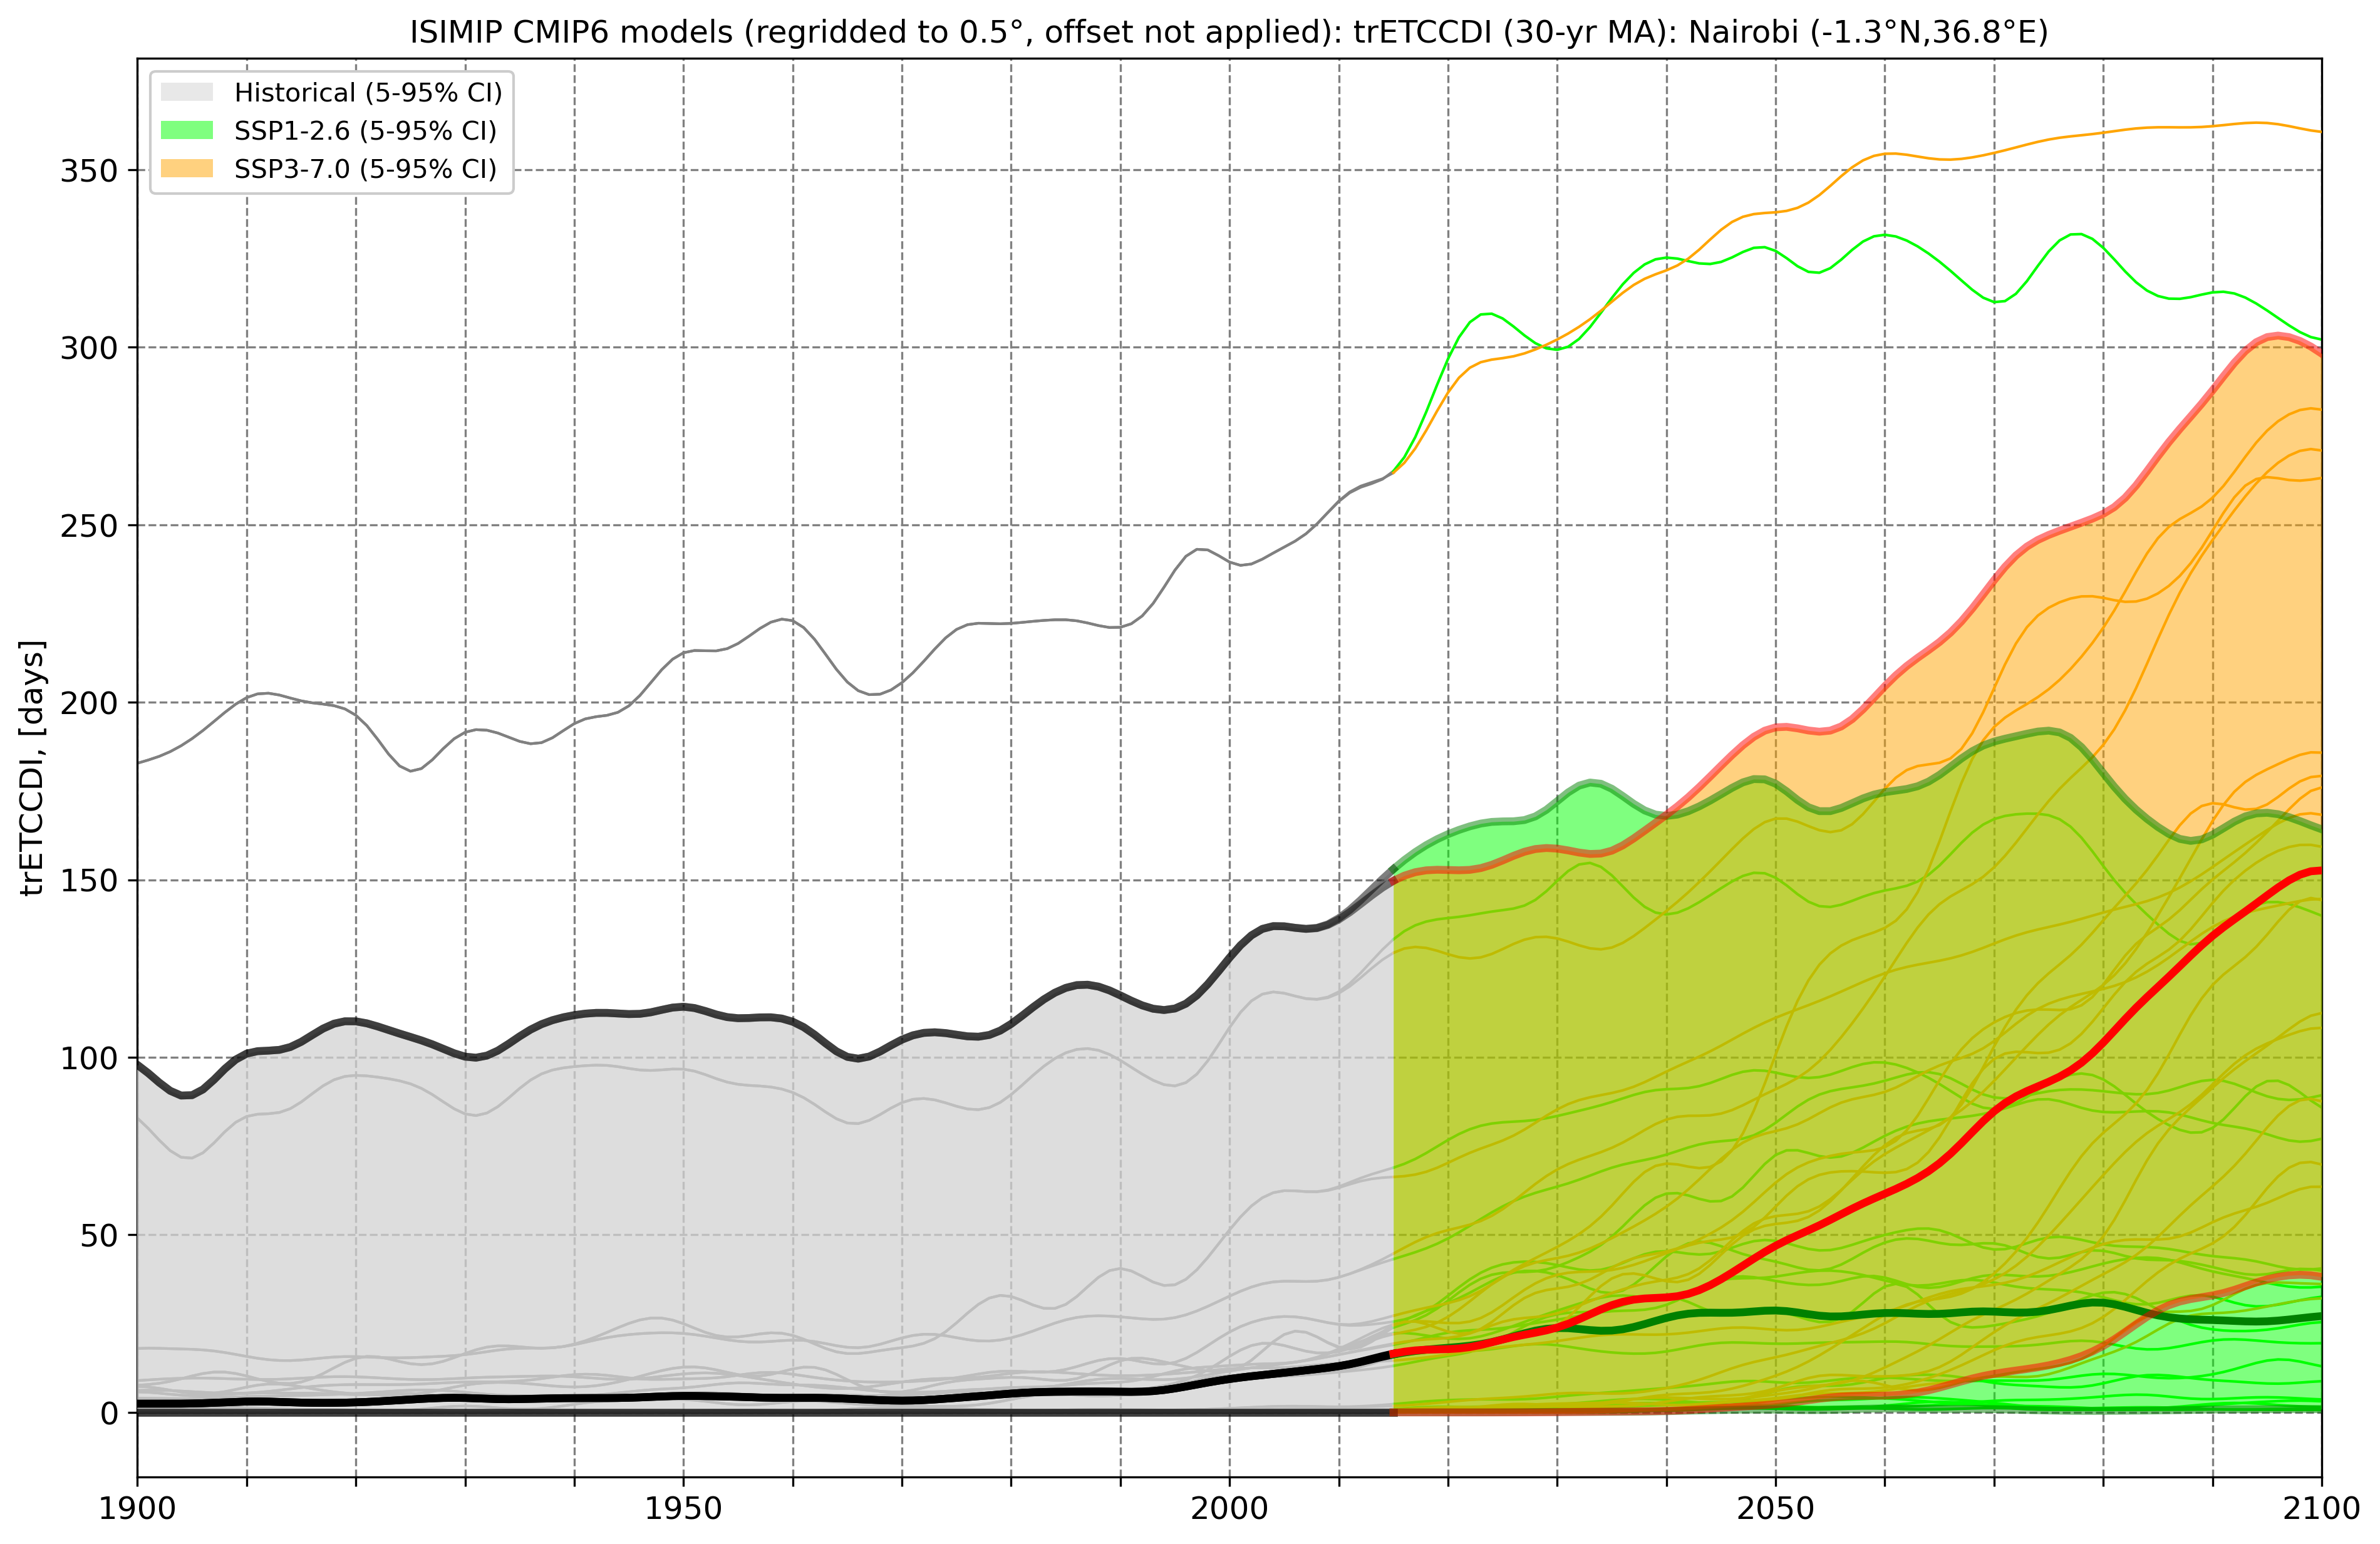 ISIMIP CMIP6 models (regridded to 0.5°, offset not applied): trETCCDI (30-yr MA): Nairobi (-1.3°N,36.8°E)
Historical (5-95% CI)
SSP1-2.6 (5-95% CI)
SSP3-7.0 (5-95% CI)
trETCCDI, [days]
350
300
250
200
150
100
50
0
1900 1950 2000 2050 2100